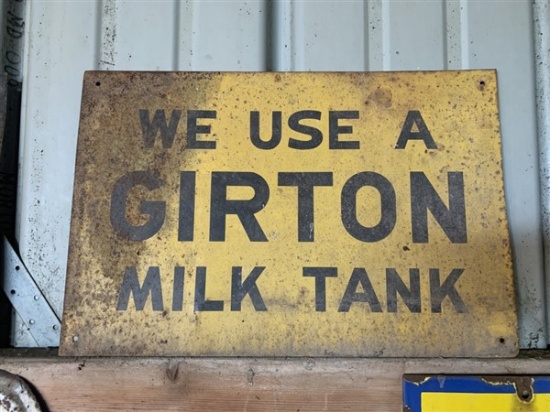 WE USE A
GIRTON
MILK TANK